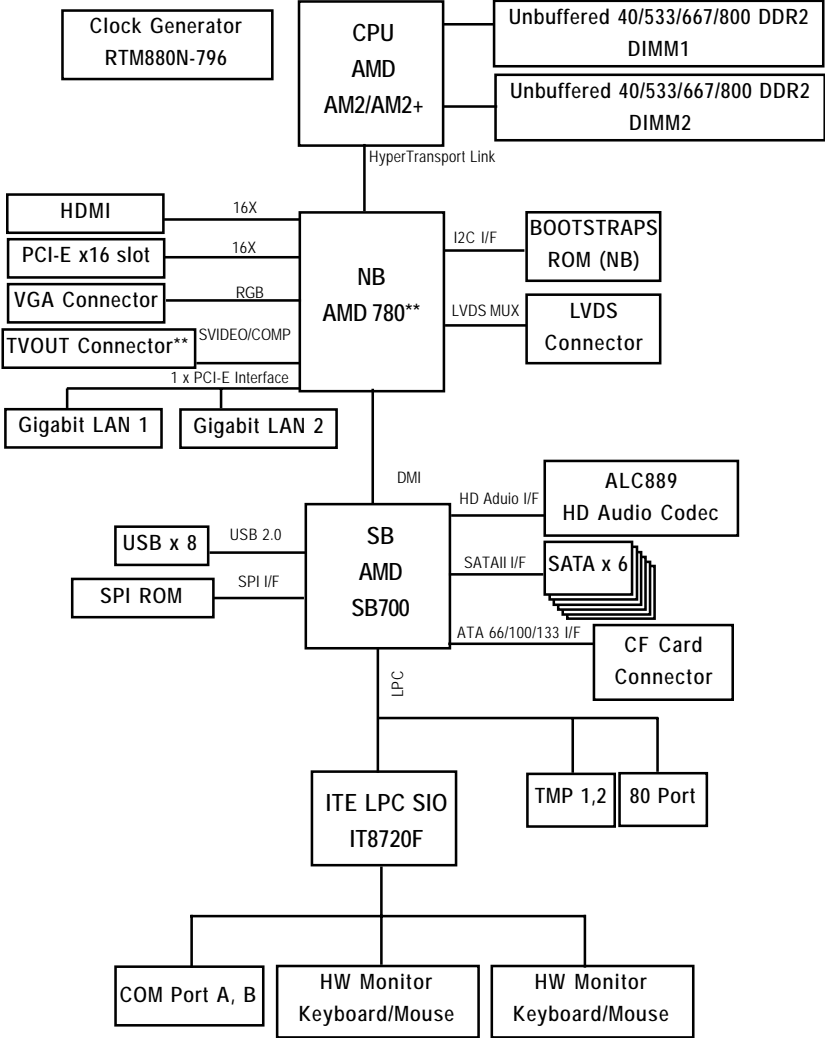 Clock Generator
RTM880N-796
CPU
AMD
AM2/AM2+
Unbuffered 40/533/667/800 DDR2
DIMM1
Unbuffered 40/533/667/800 DDR2
DIMM2
HyperTransport Link
HDMI
16X
PCI-E x16 slot
16X
VGA Connector
RGB
TVOUT Connector**
SVIDEO/COMP
1 x PCI-E Interface
Gigabit LAN 1
Gigabit LAN 2
NB
AMD 780**
I2C I/F
BOOTSTRAPS
ROM (NB)
LVDS MUX
LVDS
Connector
DMI
USB x 8
USB 2.0
SPI ROM
SPI I/F
SB
AMD
SB700
HD Aduio I/F
ALC889
HD Audio Codec
SATAII I/F
SATA x 6
ATA 66/100/133 I/F
CF Card
Connector
LPC
ITE LPC SIO
IT8720F
TMP 1,2
80 Port
COM Port A, B
HW Monitor
Keyboard/Mouse
HW Monitor
Keyboard/Mouse